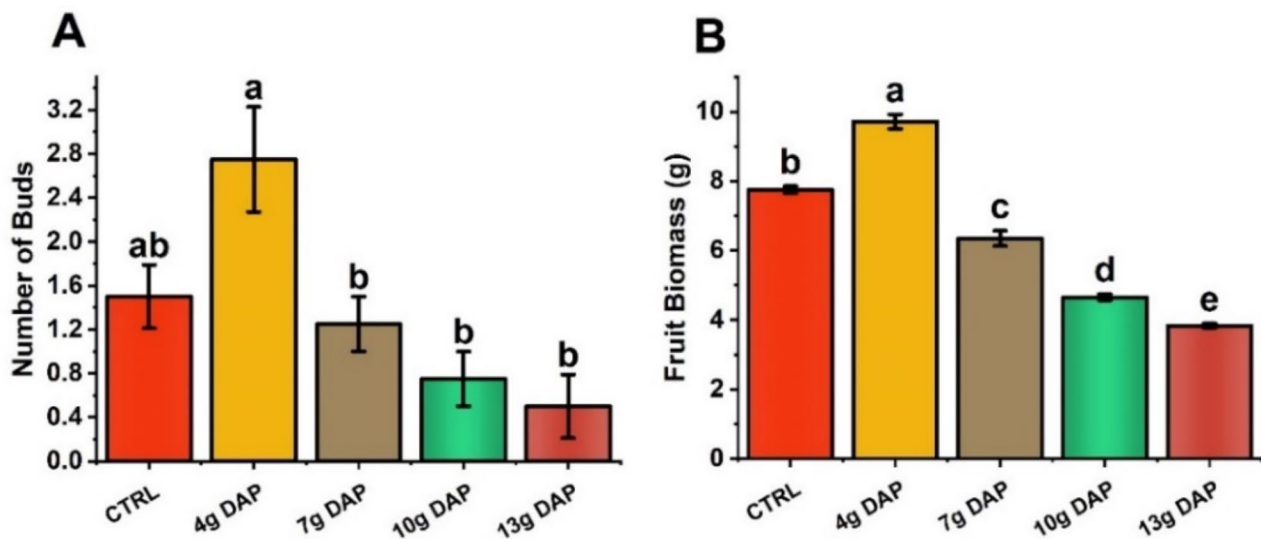 A
Number of Buds
3.2
2.8
2.4
2.0
1.6
1.2
0.8
0.4
0.0
ab
a
b
b
b
CTRL
4g DAP
7g DAP
10g DAP
13g DAP
B
Fruit Biomass (g)
10
8
6
4
2
0
b
a
c
d
e
CTRL
4g DAP
7g DAP
10g DAP
13g DAP